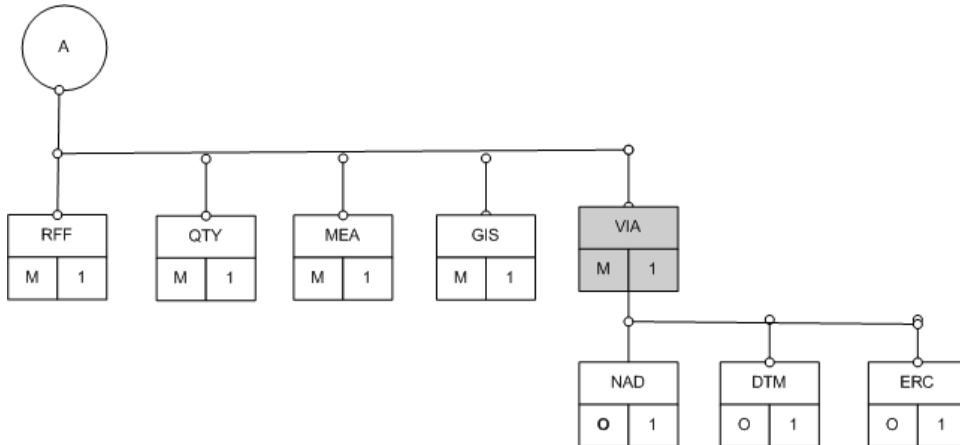 A
RFF QTY MEA GIS VIA
M 1 M 1 M 1 M 1 M 1
NAD DTM ERC
O 1 O 1 O 1